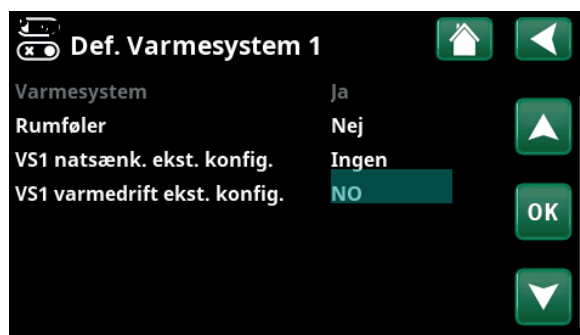 Def. Varmesystem 1
Varmesystem Ja
Rumføler Nej
VS1 natsænk. ekst. konfig. Ingen
VS1 varmedrift ekst. konfig. NO
OK